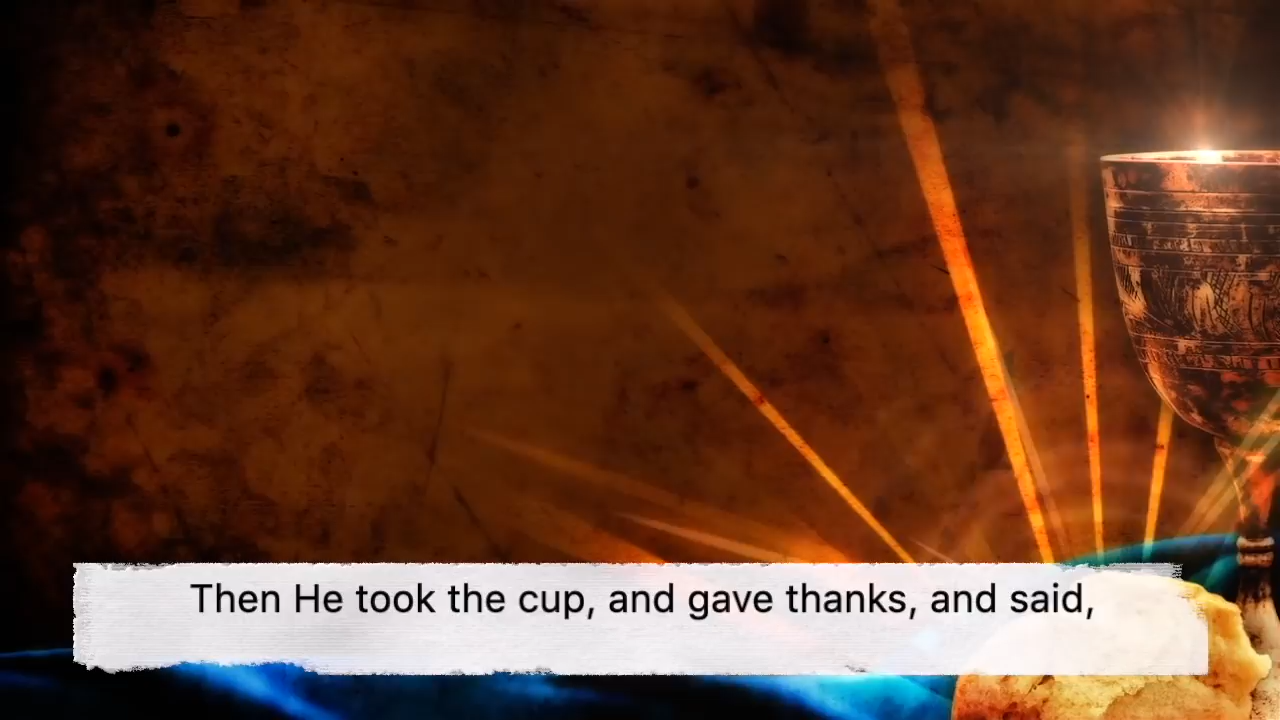 Then He took the cup, and gave thanks, and said,